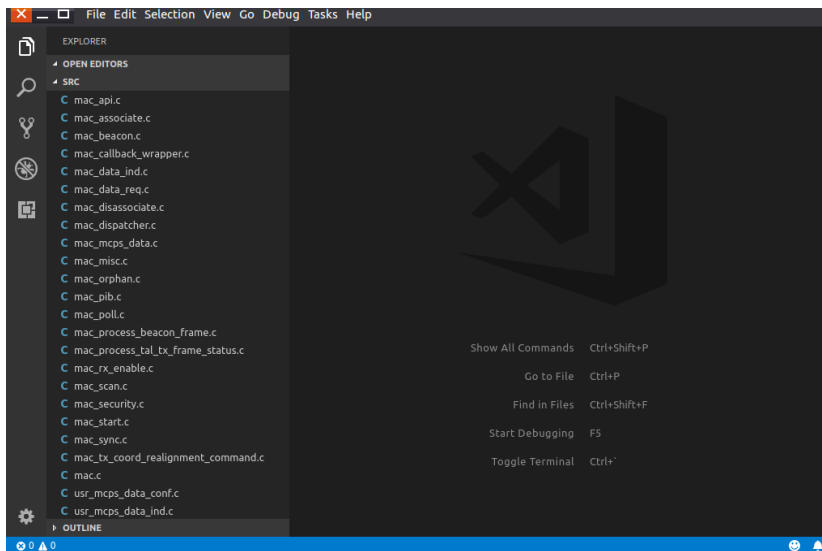 File Edit Selection View Go Debug Tasks Help
EXPLORER
OPEN EDITORS
SRC
C mac_api.c
C mac_associate.c
C mac_beacon.c
C mac_callback_wrapper.c
C mac_data_ind.c
C mac_data_req.c
C mac_disassociate.c
C mac_dispatcher.c
C mac_mcps_data.c
C mac_misc.c
C mac_orphan.c
C mac_pib.c
C mac_poll.c
C mac_process_beacon_frame.c
C mac_process_tal_tx_frame_status.c
C mac_rx_enable.c
C mac_scan.c
C mac_security.c
C mac_start.c
C mac_sync.c
C mac_tx_coord_realignment_command.c
C mac.c
C usr_mcps_data_conf.c
C usr_mcps_data_ind.c
OUTLINE
Show All Commands Ctrl+Shift+P
Go to File Ctrl+P
Find in Files Ctrl+Shift+F
Start Debugging F5
Toggle Terminal Ctrl+`
0 0